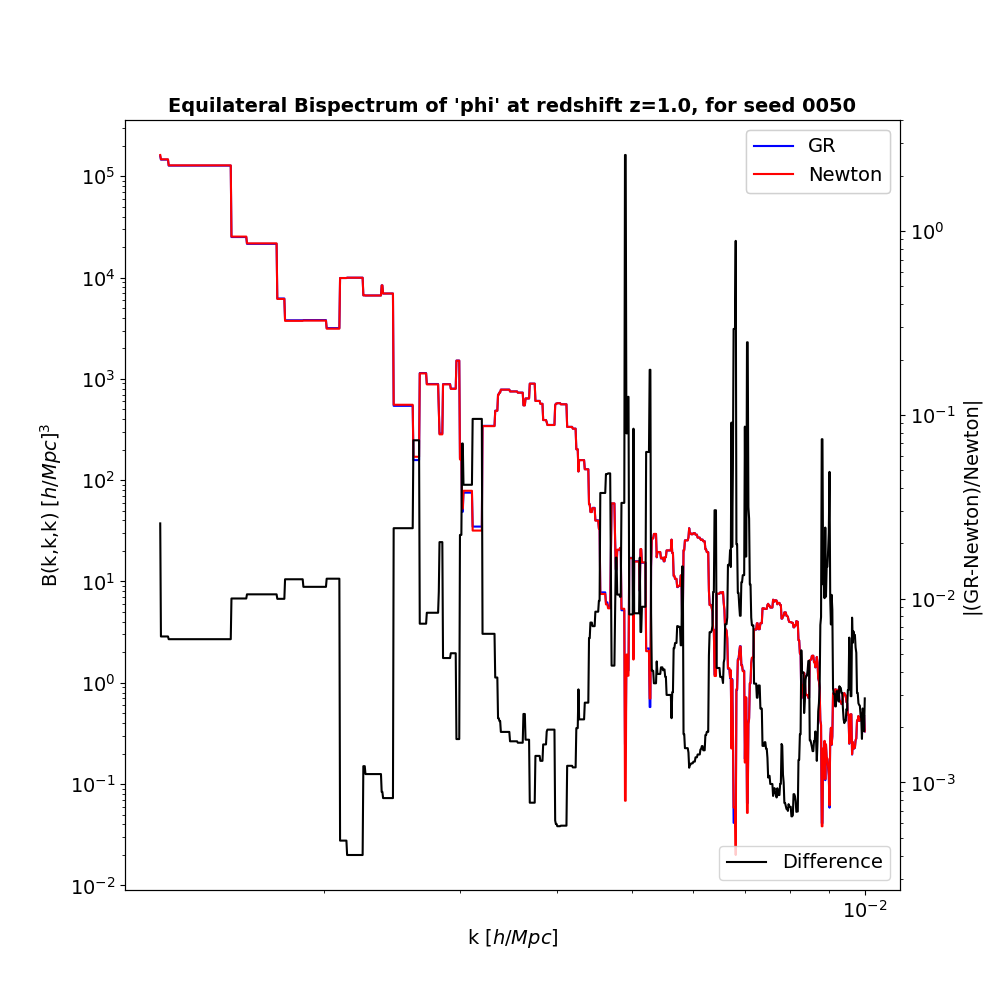 Equilateral Bispectrum of 'phi' at redshift z=1.0, for seed 0050
GR
Newton
10^5
10^4
10^3
10^2
10^1
10^0
10^-1
10^-2
B(k,k,k) [h/Mpc]^3
10^0
10^-1
10^-2
10^-3
|(GR-Newton)/Newton|
Difference
10^-2
k [h/Mpc]